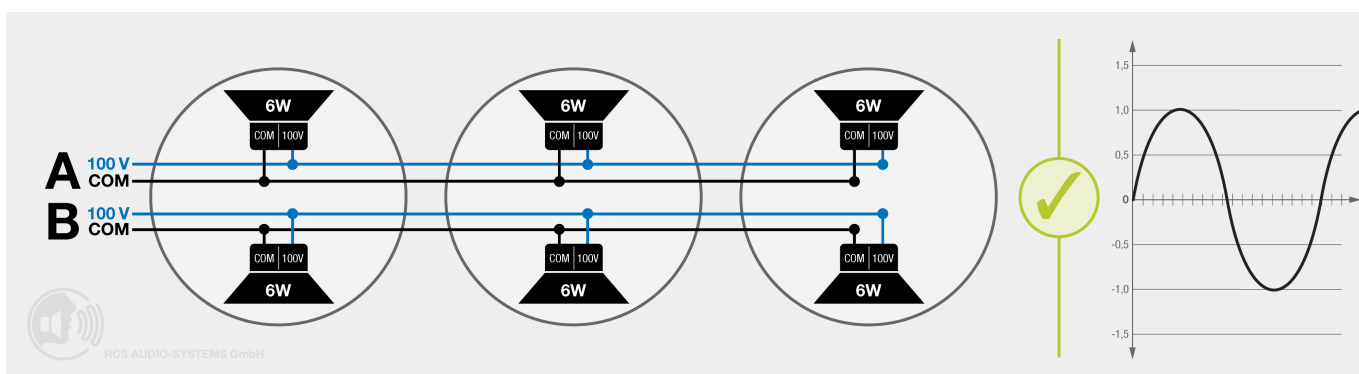 6W
COM 100V
6W
COM 100V
6W
COM 100V
A 100 V
COM
B 100 V
COM
COM 100V
6W
COM 100V
6W
COM 100V
6W
1,5
1,0
0,5
0
-0,5
-1,0
-1,5
RCS AUDIO-SYSTEMS GmbH